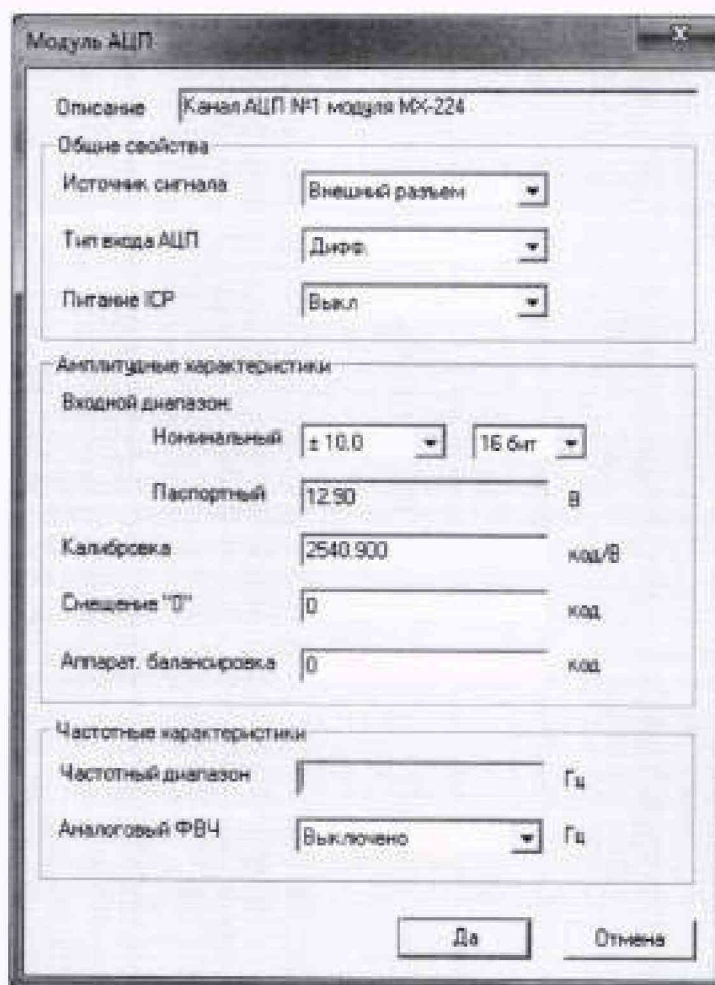 Модуль АЦП
Описание Канал АЦП №1 модуля МХ-224
Общие свойства
Источник сигнала Внешний разъем
Тип входа АЦП Дифф.
Питание ICP Выкл
Амплитудные характеристики
Входной диапазон:
Номинальный ± 10.0 16 бит
Паспортный 12.90 В
Калибровка 2540.900 код/В
Смещение "0" 0 код
Аппарат. балансировка 0 код
Частотные характеристики
Частотный диапазон Гц
Аналоговый ФВЧ Выключено Гц
Да Отмена